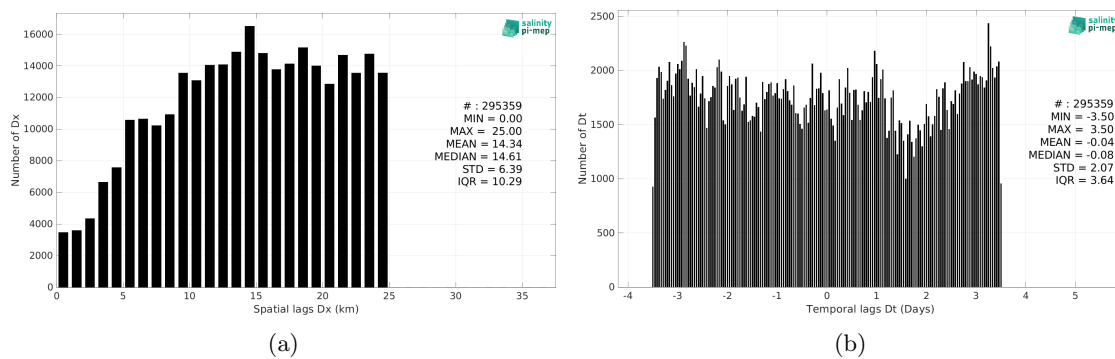 16000
14000
12000
10000
8000
6000
4000
2000
0
Number of Dx
0 5 10 15 20 25 30 35
Spatial lags Dx (km)
salinity
pi-mep
# : 295359
MIN = 0.00
MAX = 25.00
MEAN = 14.34
MEDIAN = 14.61
STD = 6.39
IQR = 10.29
(a)
2500
2000
1500
1000
500
0
Number of Dt
-4 -3 -2 -1 0 1 2 3 4 5
Temporal lags Dt (Days)
salinity
pi-mep
# : 295359
MIN = -3.50
MAX = 3.50
MEAN = -0.04
MEDIAN = -0.08
STD = 2.07
IQR = 3.64
(b)